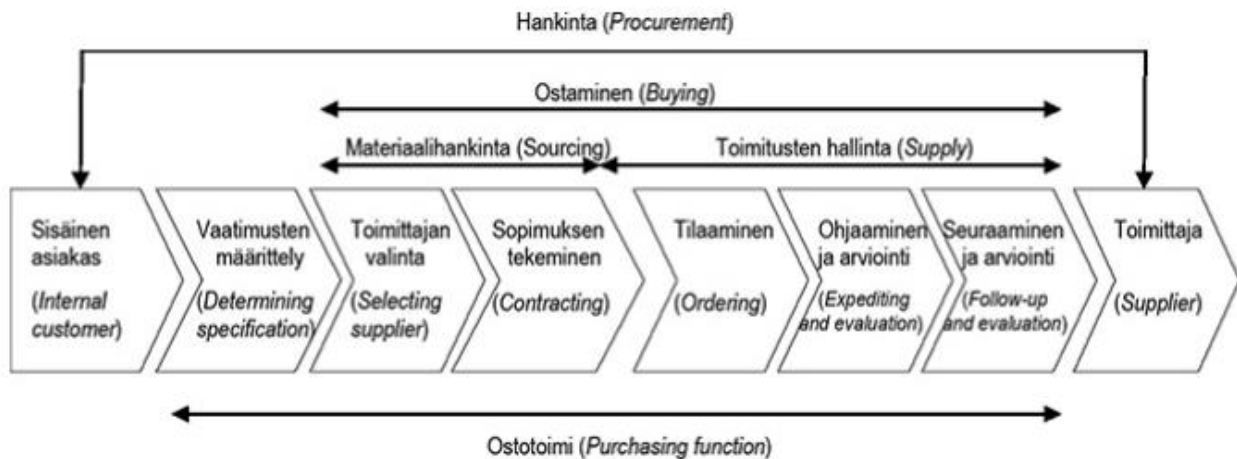 Hankinta (Procurement)
Ostaminen (Buying)
Materiaalihankinta (Sourcing)
Toimitusten hallinta (Supply)
Sisäinen
asiakas
(Internal
customer)
Vaatimusten
määrittely
(Determining
specification)
Toimittajan
valinta
(Selecting
supplier)
Sopimuksen
tekeminen
(Contracting)
Tilaaminen
(Ordering)
Ohjaaminen
ja arviointi
(Expediting
and evaluation)
Seuraaminen
ja arviointi
(Follow-up
and evaluation)
Toimittaja
(Supplier)
Ostotoimi (Purchasing function)